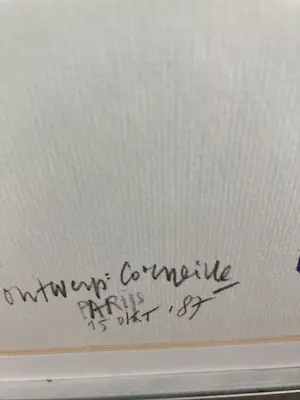 ontwerp: Corneille
PARijs
15 okt '87